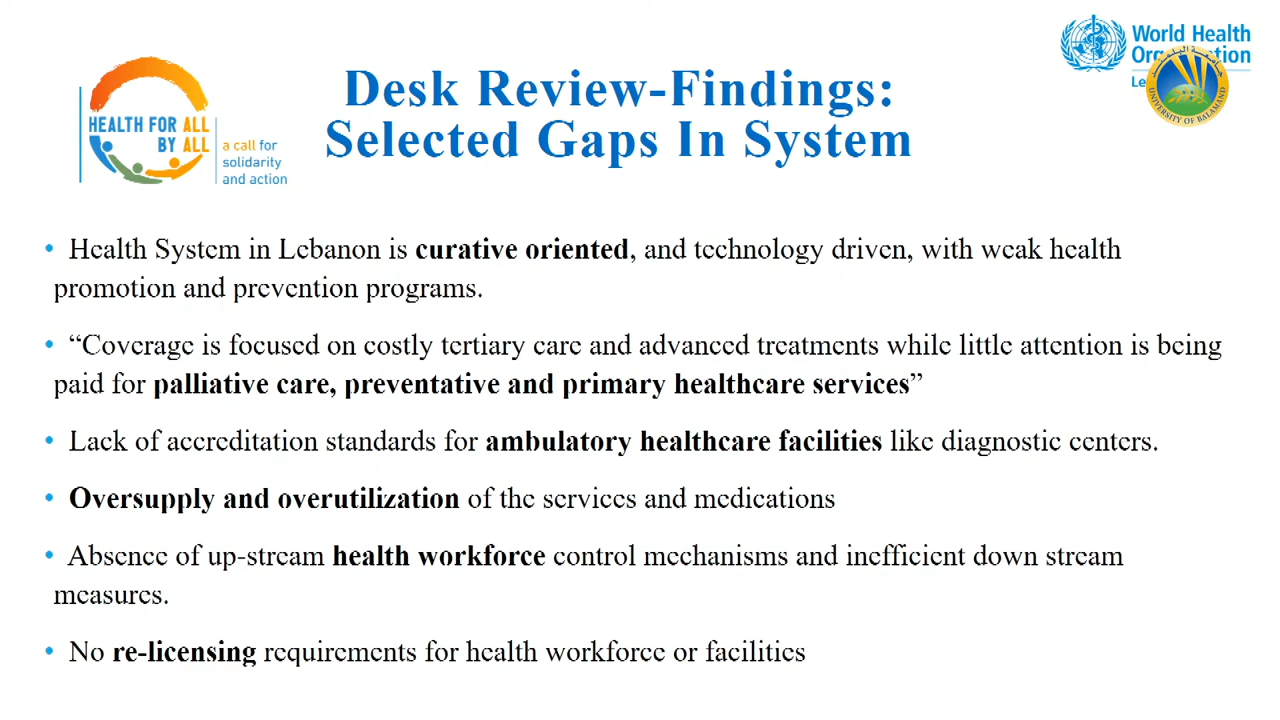 World Health
Organization
HEALTH FOR ALL
BY ALL
a call for
solidarity
and action
UNIVERSITY OF BALAMAND
Desk Review-Findings:
Selected Gaps In System
• Health System in Lebanon is curative oriented, and technology driven, with weak health
promotion and prevention programs.
• “Coverage is focused on costly tertiary care and advanced treatments while little attention is being
paid for palliative care, preventative and primary healthcare services”
• Lack of accreditation standards for ambulatory healthcare facilities like diagnostic centers.
• Oversupply and overutilization of the services and medications
• Absence of up-stream health workforce control mechanisms and inefficient down stream
measures.
• No re-licensing requirements for health workforce or facilities